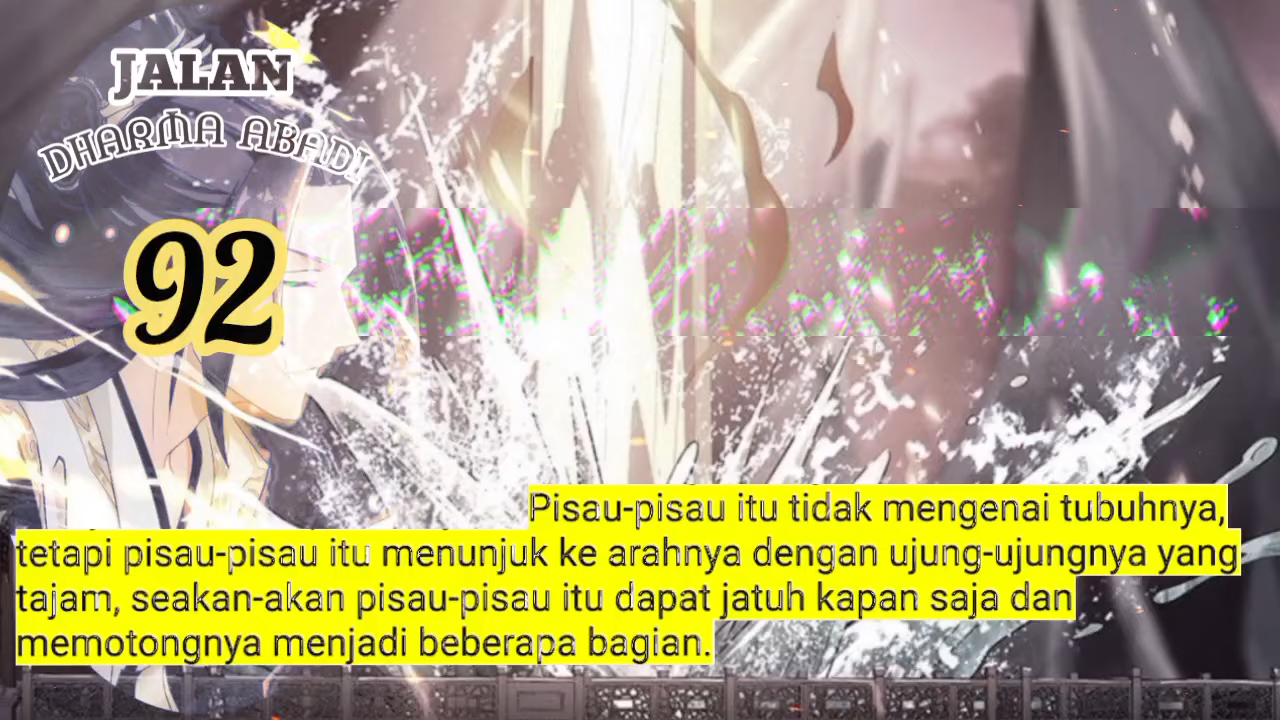 JALAN
DHARMA ABADI
92
Pisau-pisau itu tidak mengenai tubuhnya,
tetapi pisau-pisau itu menunjuk ke arahnya dengan ujung-ujungnya yang
tajam, seakan-akan pisau-pisau itu dapat jatuh kapan saja dan
memotongnya menjadi beberapa bagian.